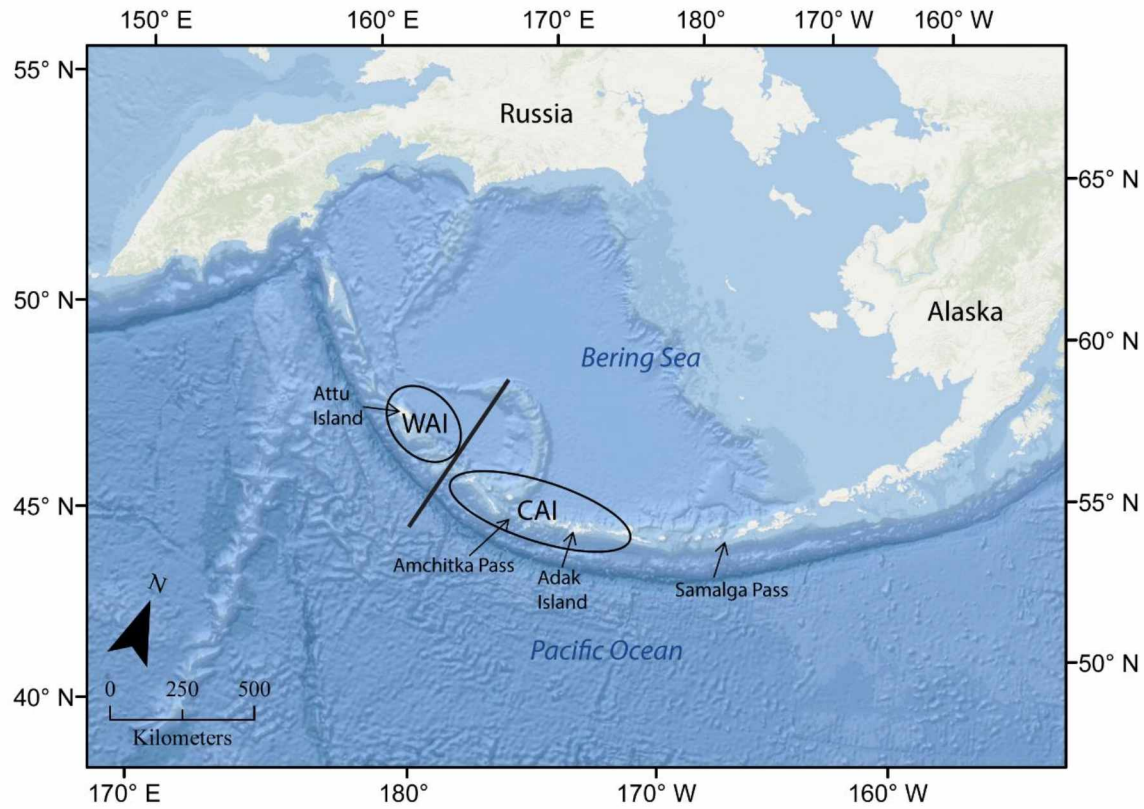 150° E 160° E 170° E 180° 170° W 160° W
55° N
Russia
65° N
50° N
Alaska
60° N
Bering Sea
Attu
Island
WAI
45° N
CAI
55° N
Amchitka Pass
Adak
Island
Samalga Pass
N
Pacific Ocean
50° N
40° N
0 250 500
Kilometers
170° E 180° 170° W 160° W